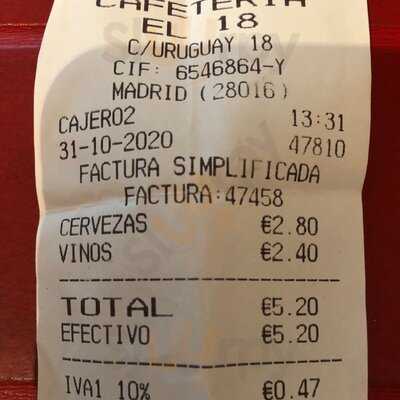 CAFETERIA
EL 18
C/URUGUAY 18
CIF: 6546864-Y
MADRID (28016)
CAJERO2 13:31
31-10-2020 47810
FACTURA SIMPLIFICADA
FACTURA:47458
CERVEZAS €2.80
VINOS €2.40
TOTAL €5.20
EFECTIVO €5.20
IVA1 10% €0.47